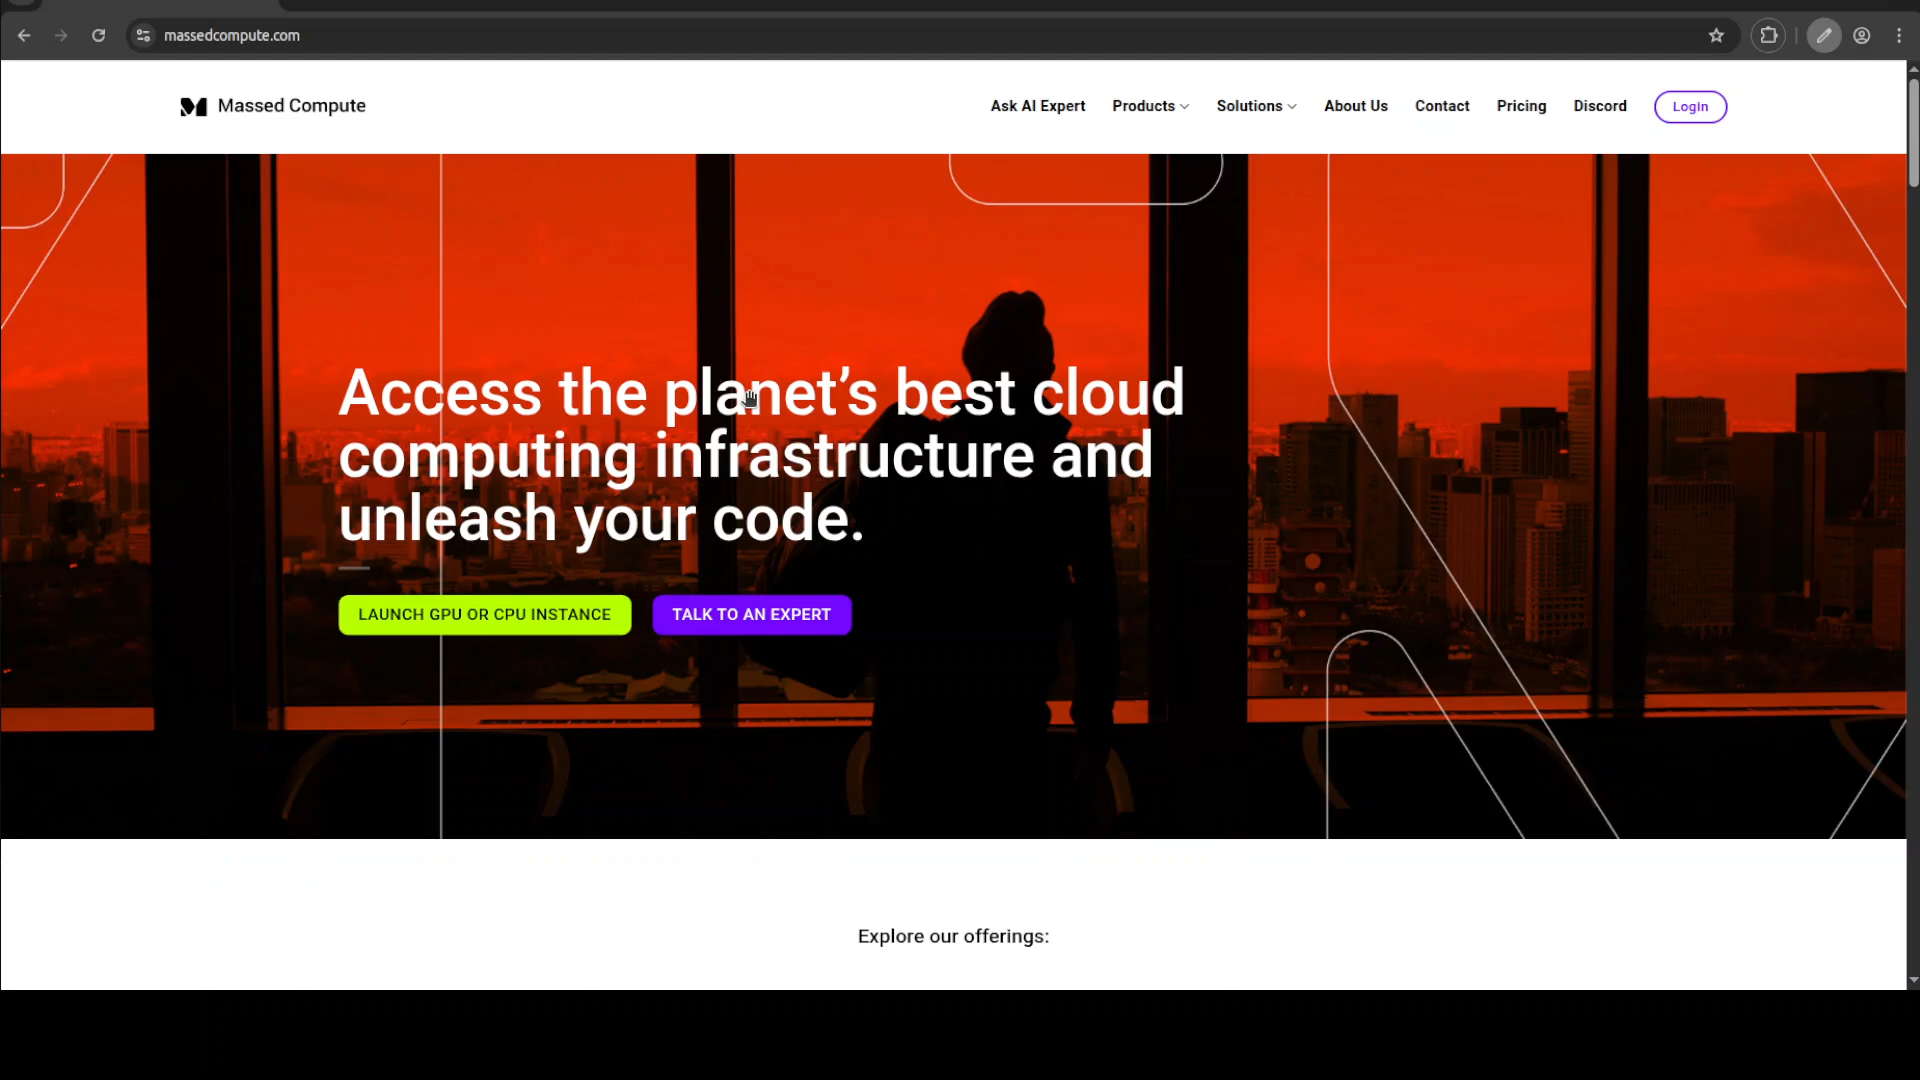 massedcompute.com
Massed Compute
Ask AI Expert Products Solutions About Us Contact Pricing Discord Login
Access the planet’s best cloud
computing infrastructure and
unleash your code.
LAUNCH GPU OR CPU INSTANCE TALK TO AN EXPERT
Explore our offerings: